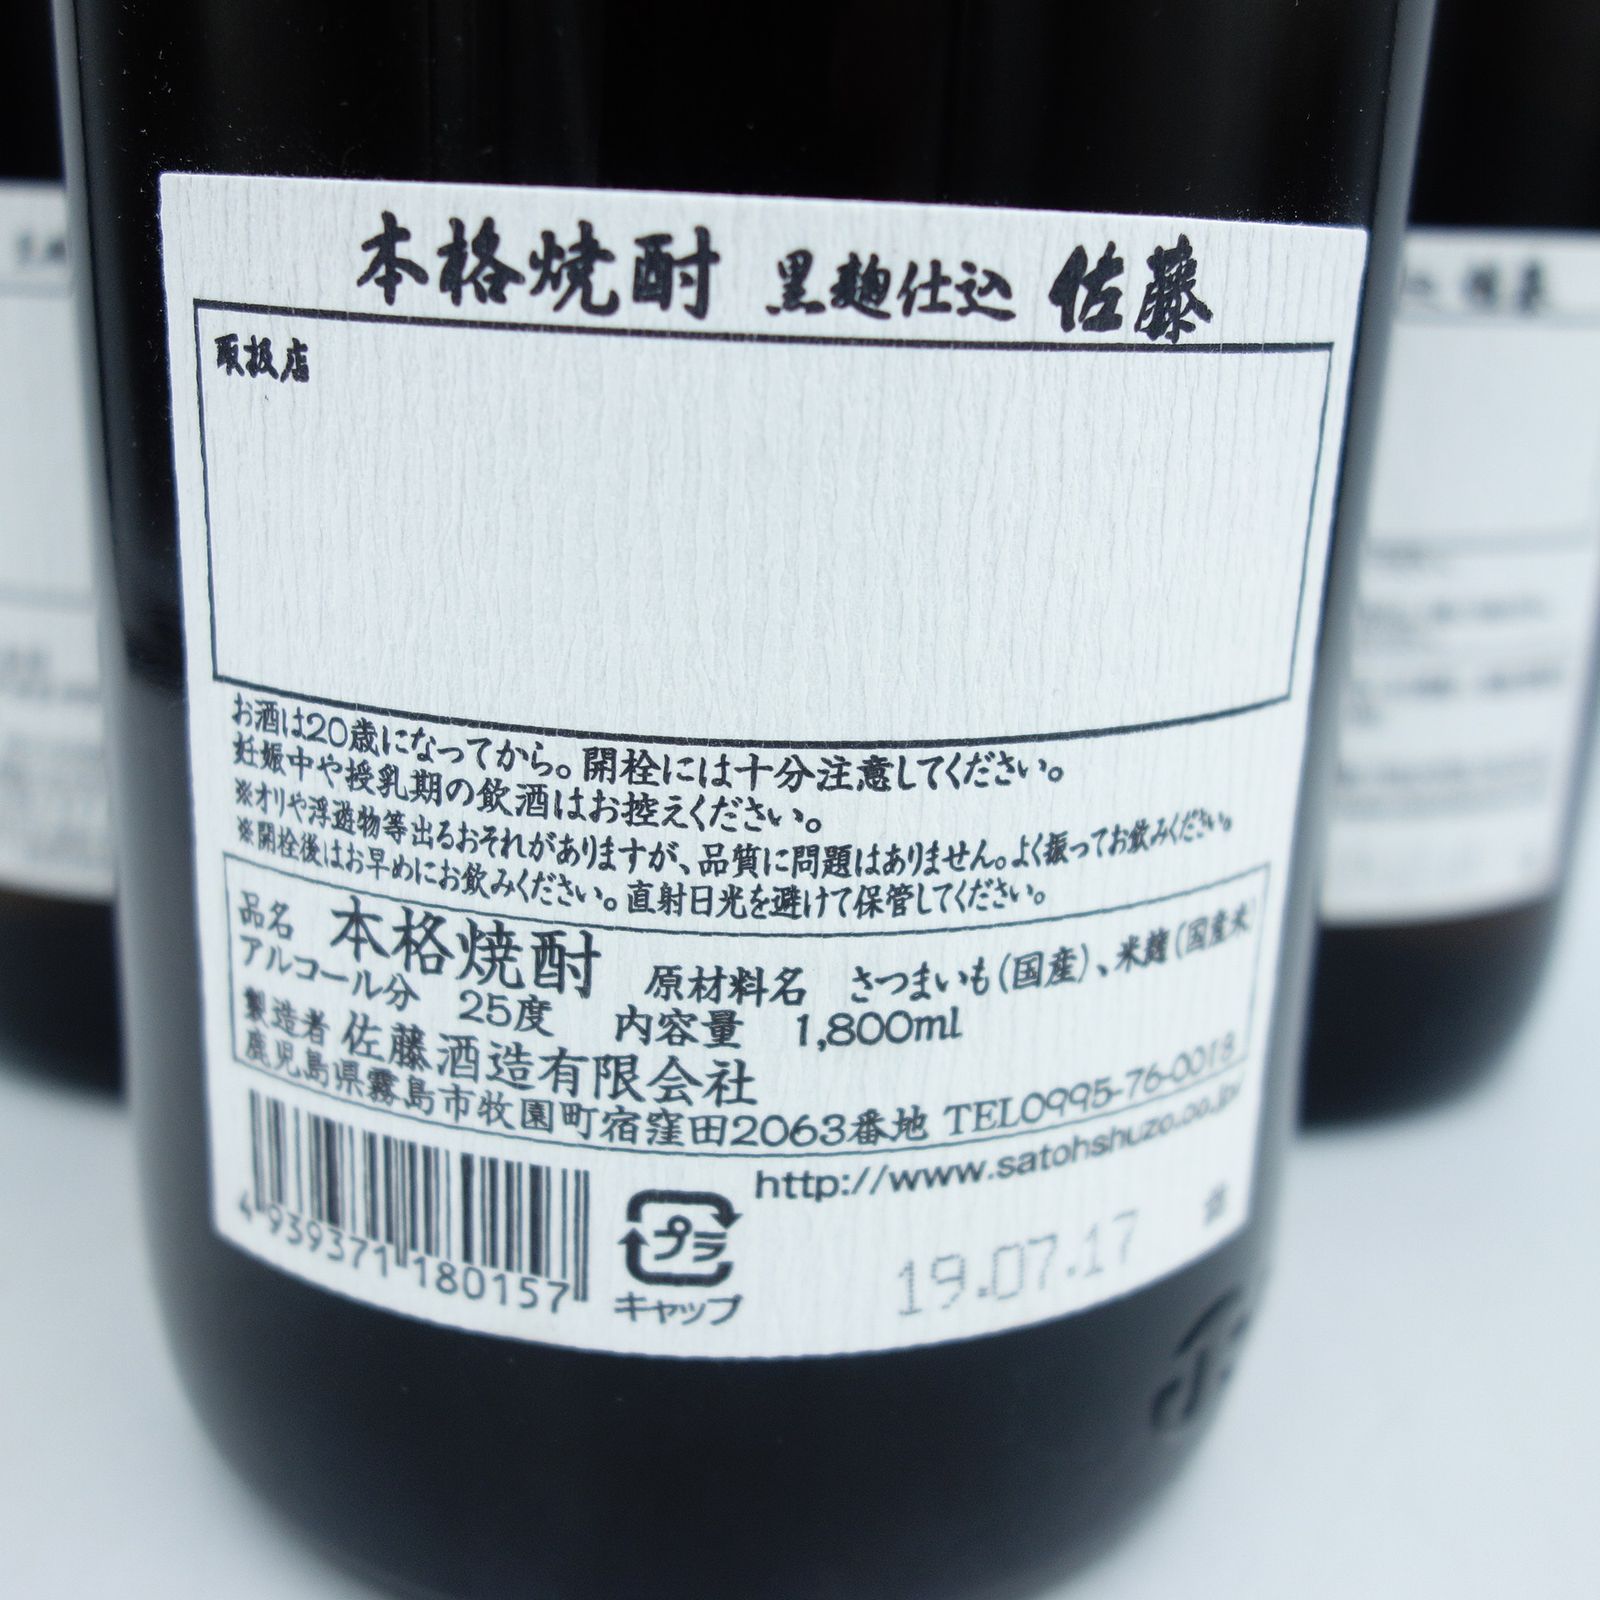 本格焼酎 黒麹仕込 佐藤
取扱店
お酒は20歳になってから。開栓には十分注意してください。
妊娠中や授乳期の飲酒はお控えください。
※オリや浮遊物等出るおそれがありますが、品質に問題はありません。よく振ってお飲みください。
※開栓後はお早めにお飲みください。直射日光を避けて保管してください。
品名 本格焼酎 原材料名 さつまいも(国産)、米麹(国産米)
アルコール分 25度 内容量 1,800ml
製造者 佐藤酒造有限会社
鹿児島県霧島市牧園町宿窪田2063番地 TEL0995-76-0018
http://www.satohshuzo.co.jp/
4 939371 180157
プラ
キャップ
19.07.17